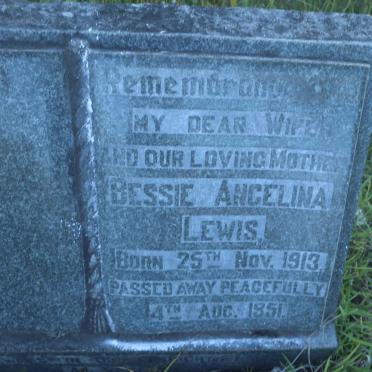 Remembrance
MY DEAR WIFE
AND OUR LOVING MOTHER
BESSIE ANGELINA
LEWIS.
BORN 25TH NOV. 1913.
PASSED AWAY PEACEFULLY
4TH AUG. 1951.